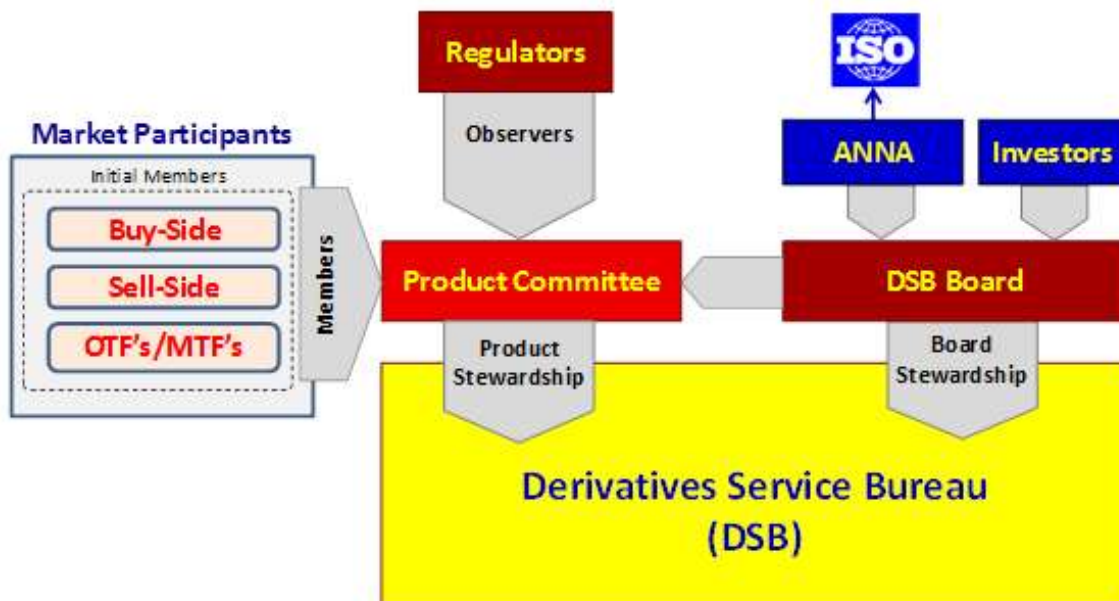 Regulators
ISO
Observers
ANNA
Investors
Market Participants
Initial Members
Buy-Side
Sell-Side
OTF's/MTF's
Members
Product Committee
DSB Board
Product
Stewardship
Board
Stewardship
Derivatives Service Bureau
(DSB)